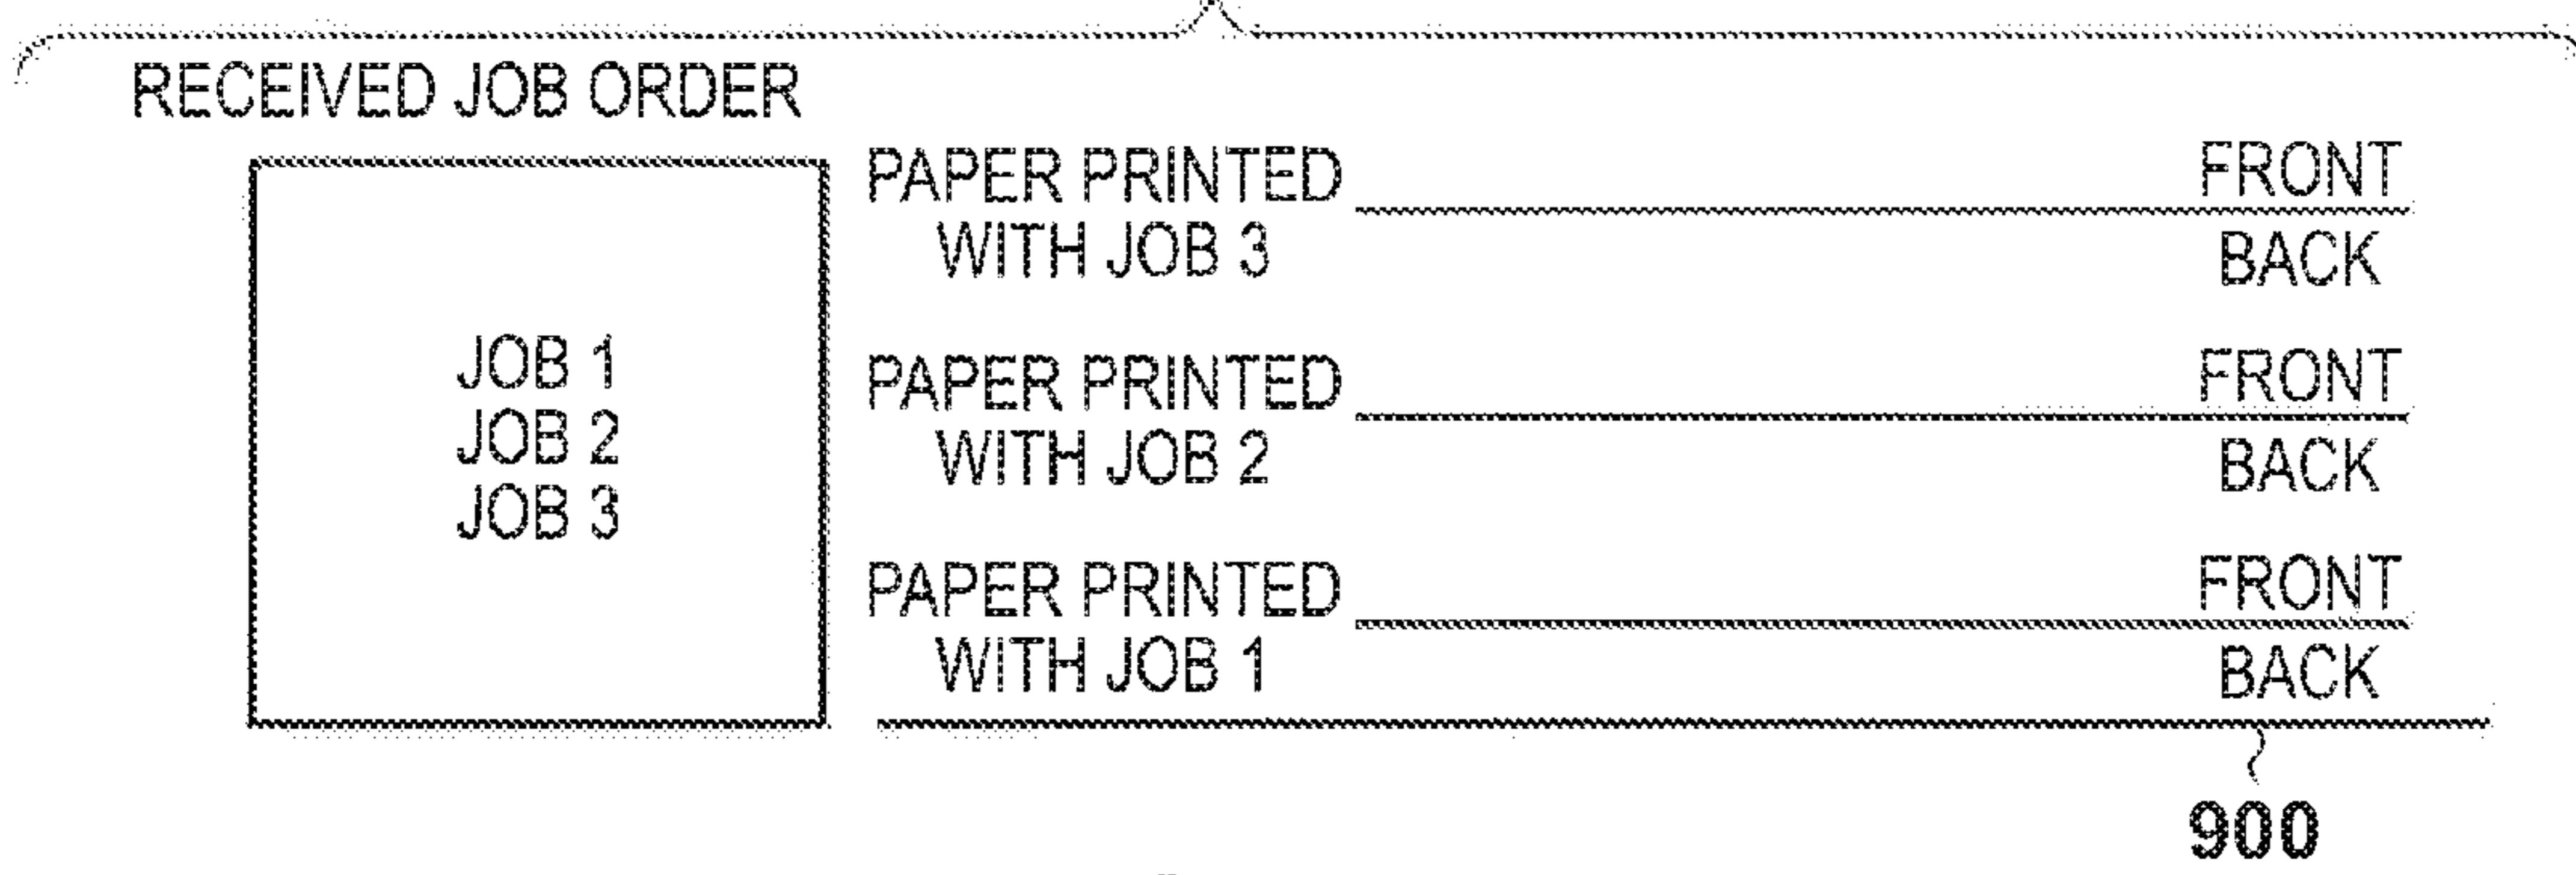 RECEIVED JOB ORDER
JOB 1
JOB 2
JOB 3
PAPER PRINTED
WITH JOB 3
FRONT
BACK
PAPER PRINTED
WITH JOB 2
FRONT
BACK
PAPER PRINTED
WITH JOB 1
FRONT
BACK
900